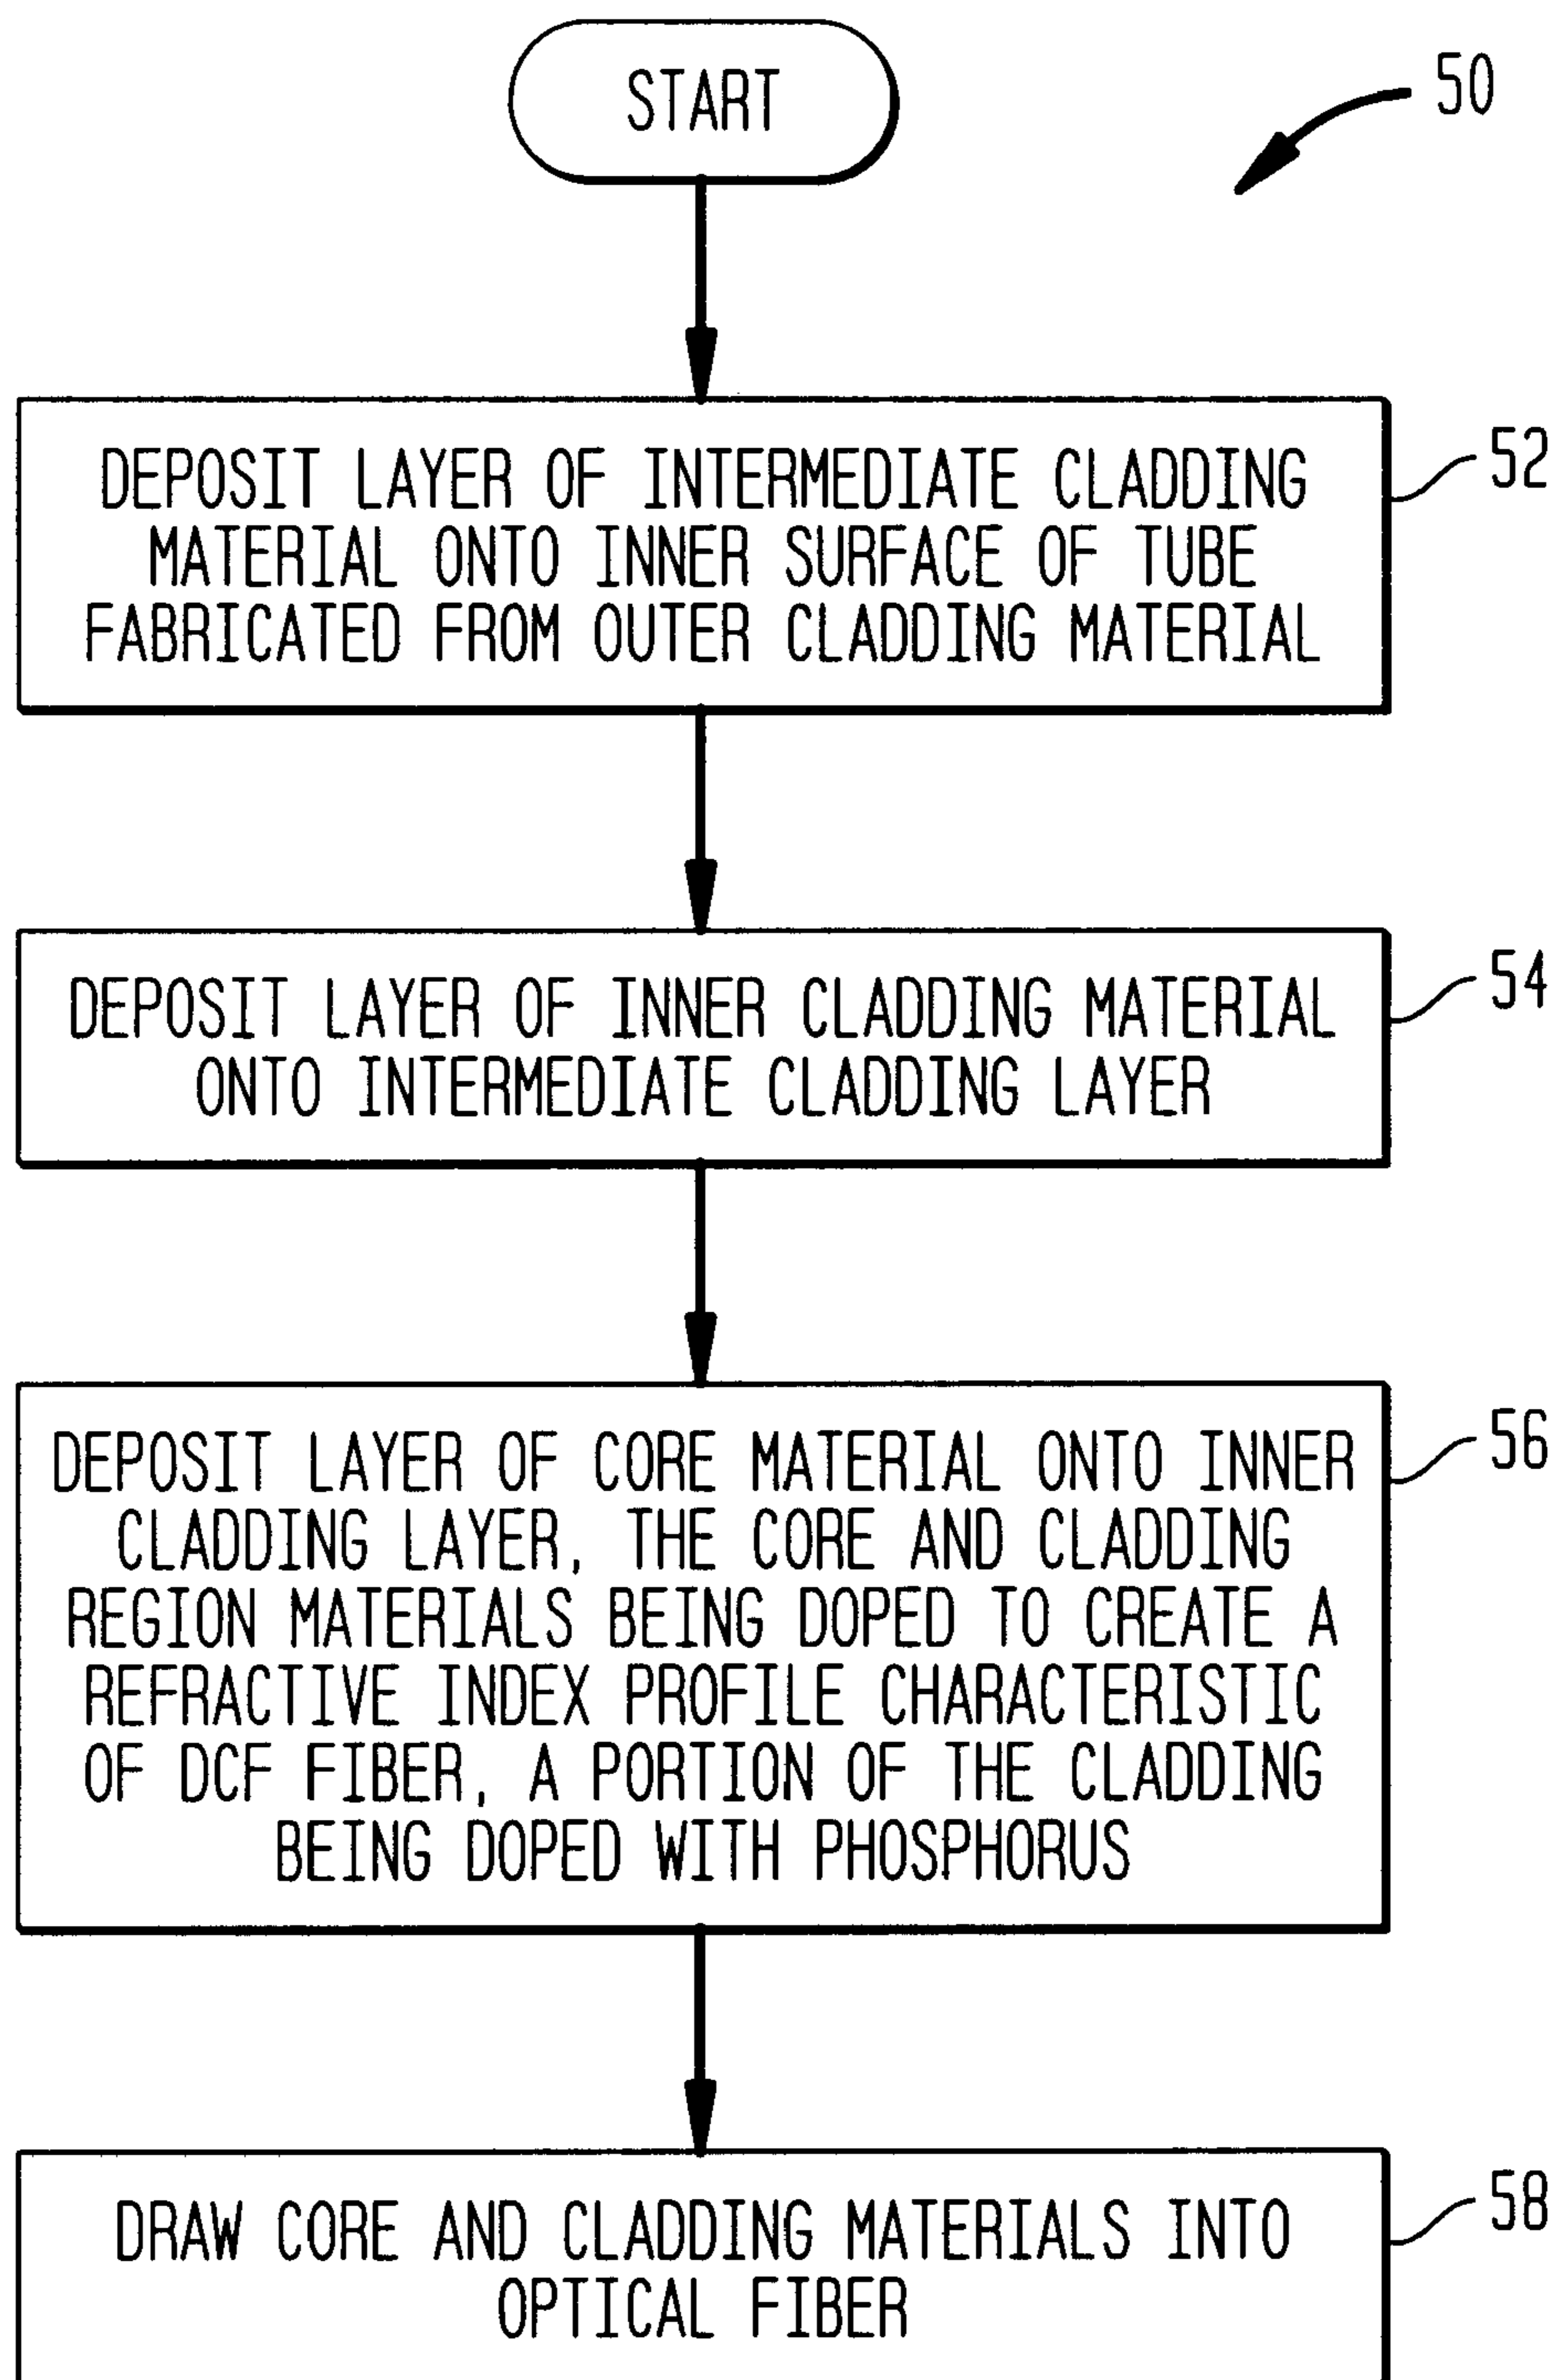 START
50
DEPOSIT LAYER OF INTERMEDIATE CLADDING
MATERIAL ONTO INNER SURFACE OF TUBE
FABRICATED FROM OUTER CLADDING MATERIAL
52
DEPOSIT LAYER OF INNER CLADDING MATERIAL
ONTO INTERMEDIATE CLADDING LAYER
54
DEPOSIT LAYER OF CORE MATERIAL ONTO INNER
CLADDING LAYER, THE CORE AND CLADDING
REGION MATERIALS BEING DOPED TO CREATE A
REFRACTIVE INDEX PROFILE CHARACTERISTIC
OF DCF FIBER, A PORTION OF THE CLADDING
BEING DOPED WITH PHOSPHORUS
56
DRAW CORE AND CLADDING MATERIALS INTO
OPTICAL FIBER
58